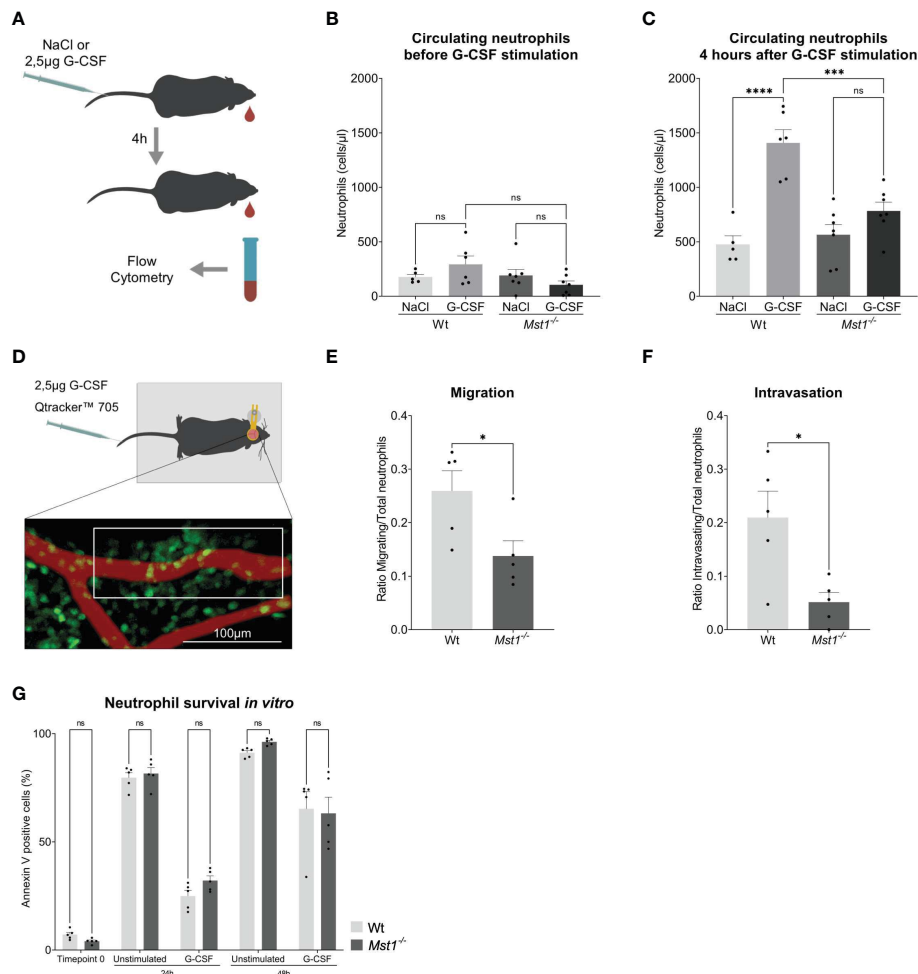 A
NaCl or
2,5µg G-CSF
4h
Flow
Cytometry
B
Circulating neutrophils
before G-CSF stimulation
Neutrophils (cells/µl)
2000
1500
1000
500
0
ns
ns
ns
NaCl G-CSF NaCl G-CSF
Wt Mst1-/-
C
Circulating neutrophils
4 hours after G-CSF stimulation
Neutrophils (cells/µl)
2000
1500
1000
500
0
****
***
ns
NaCl G-CSF NaCl G-CSF
Wt Mst1-/-
D
2,5µg G-CSF
Qtracker™ 705
100µm
E
Migration
Ratio Migrating/Total neutrophils
0.4
0.3
0.2
0.1
0.0
*
Wt Mst1-/-
F
Intravasation
Ratio Intravasating/Total neutrophils
0.4
0.3
0.2
0.1
0.0
*
Wt Mst1-/-
G
Neutrophil survival in vitro
Annexin V positive cells (%)
100
50
0
ns
ns
ns
ns
ns
Timepoint 0 Unstimulated G-CSF Unstimulated G-CSF
24h 48h
Wt
Mst1-/-